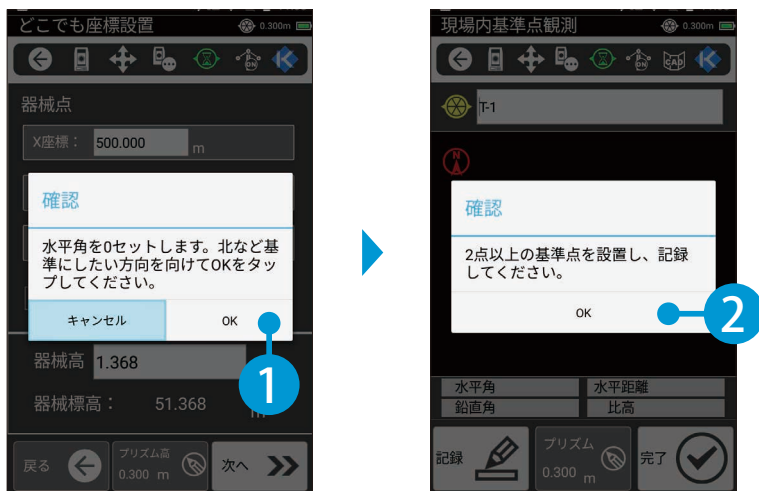 どこでも座標設置
0.300m
器械点
X座標：
500.000
m
確認
水平角を0セットします。北など基
準にしたい方向を向けてOKをタッ
プしてください。
キャンセル
OK
1
器械高
1.368
器械標高：
51.368
m
戻る
プリズム高
0.300 m
次へ
現場内基準点観測
0.300m
CAD
T-1
N
確認
2点以上の基準点を設置し、記録
してください。
OK
2
水平角
水平距離
鉛直角
比高
記録
プリズム
0.300 m
完了